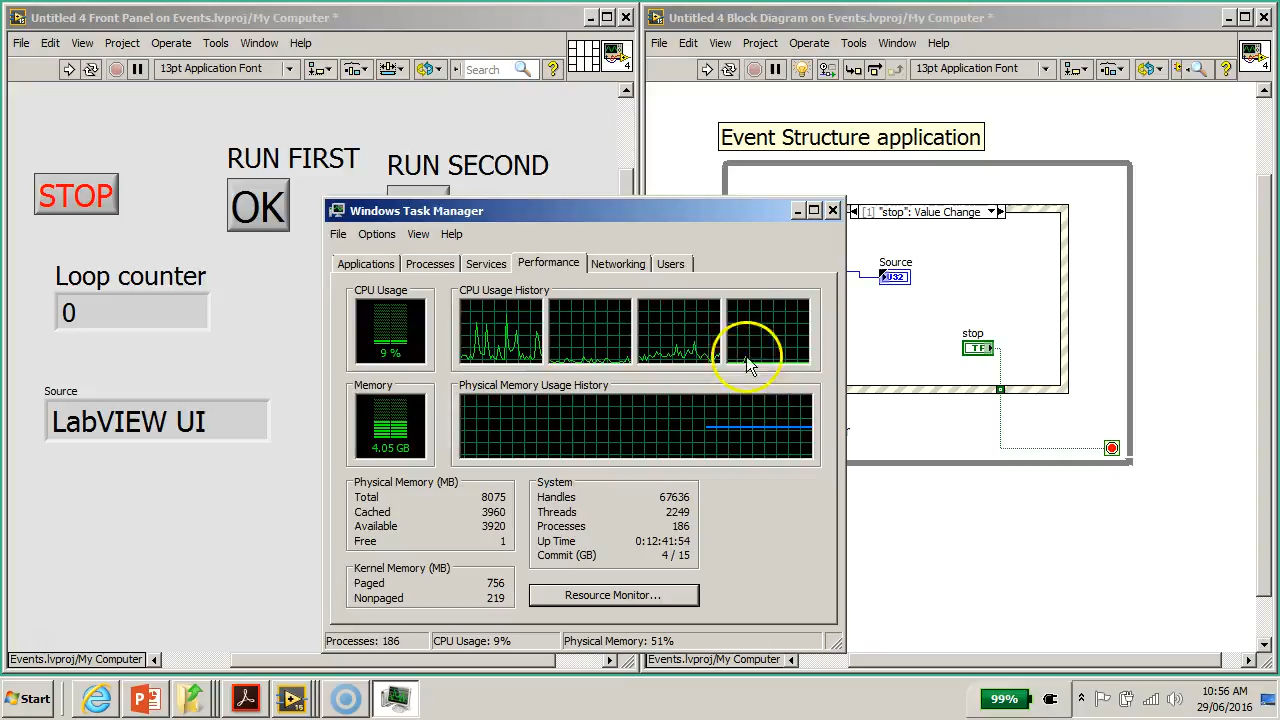 Untitled 4 Front Panel on Events.lvproj/My Computer *
File Edit View Project Operate Tools Window Help
13pt Application Font
Search
4
RUN FIRST
RUN SECOND
STOP
OK
Loop counter
0
Source
LabVIEW UI
Events.lvproj/My Computer
Untitled 4 Block Diagram on Events.lvproj/My Computer *
File Edit View Project Operate Tools Window Help
13pt Application Font
4
Event Structure application
[1] "stop": Value Change
Source
U32
stop
TF
Events.lvproj/My Computer
Windows Task Manager
File Options View Help
Applications Processes Services Performance Networking Users
CPU Usage
CPU Usage History
9 %
Memory
Physical Memory Usage History
4.05 GB
Physical Memory (MB)
Total 8075
Cached 3960
Available 3920
Free 1
Kernel Memory (MB)
Paged 756
Nonpaged 219
System
Handles 67636
Threads 2249
Processes 186
Up Time 0:12:41:54
Commit (GB) 4 / 15
Resource Monitor...
Processes: 186 CPU Usage: 9% Physical Memory: 51%
Start
99%
10:56 AM
29/06/2016